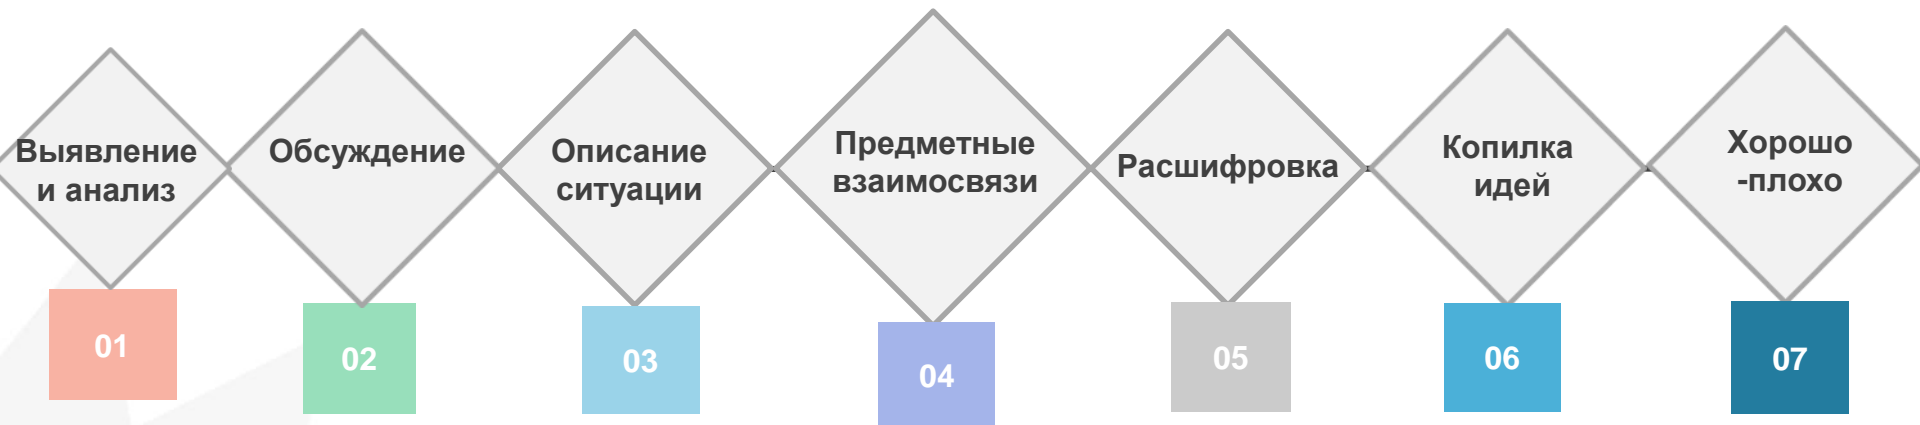 Выявление
и анализ
Обсуждение
Описание
ситуации
Предметные
взаимосвязи
Расшифровка
Копилка
идей
Хорошо
-плохо
01
02
03
04
05
06
07